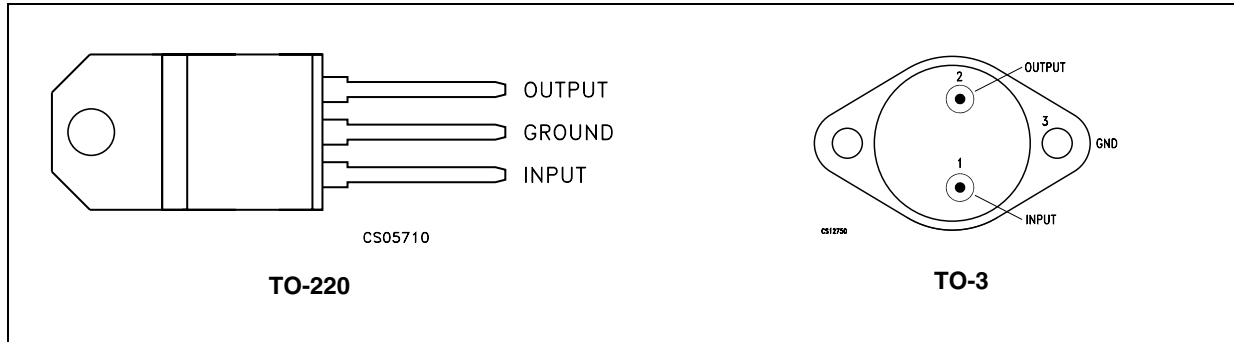 OUTPUT
GROUND
INPUT
CS05710
TO-220
2
OUTPUT
3
GND
1
INPUT
CS12750
TO-3